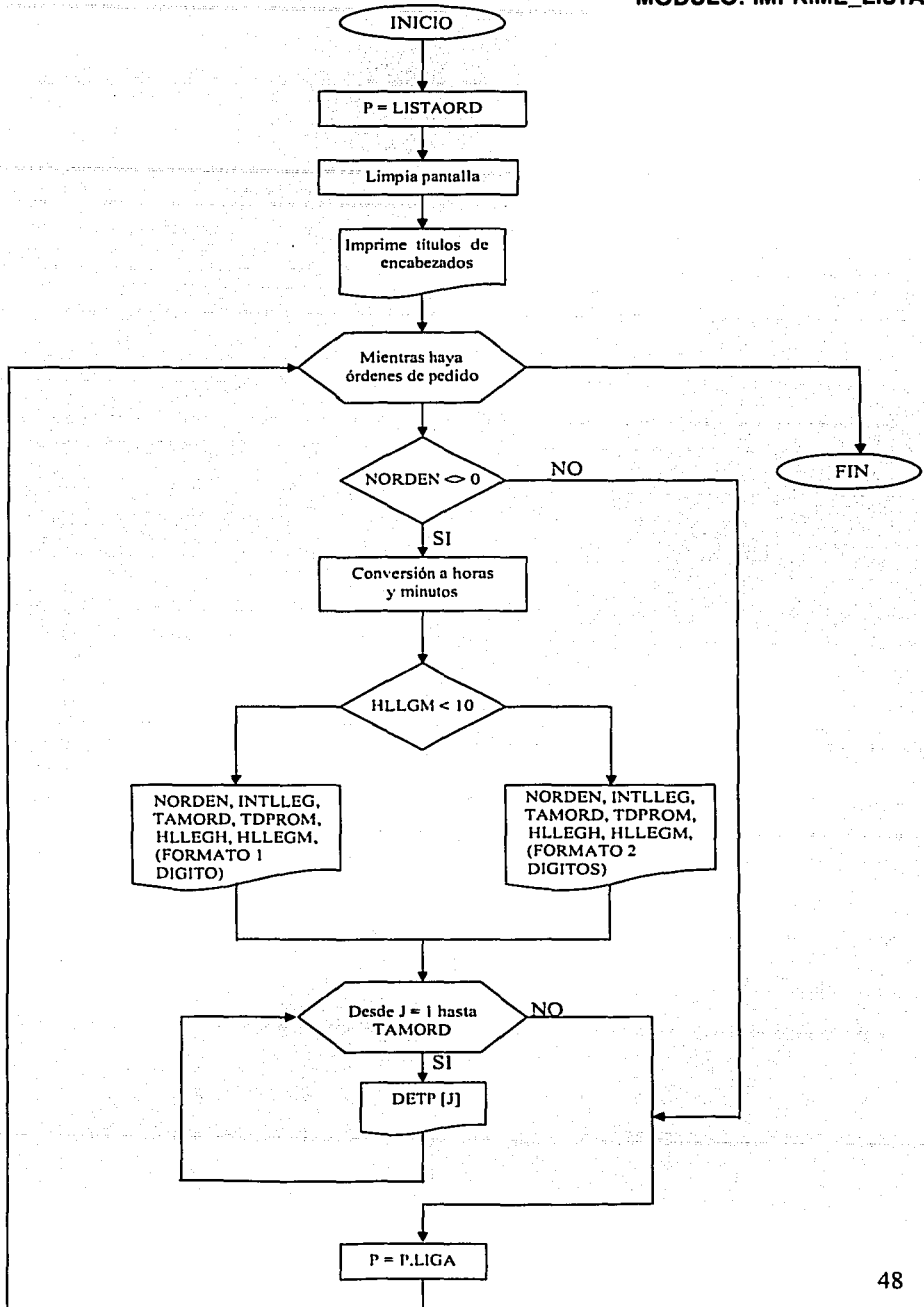 MODULO: IMPRIME_LISTA
INICIO
P = LISTAORD
Limpia pantalla
Imprime títulos de
encabezados
Mientras haya
órdenes de pedido
NORDEN <> 0
NO
FIN
SI
Conversión a horas
y minutos
HLLGM < 10
NORDEN, INTLLEG,
TAMORD, TDPROM,
HLLEGH, HLLEGM,
(FORMATO 1
DIGITO)
NORDEN, INTLLEG,
TAMORD, TDPROM,
HLLEGH, HLLEGM,
(FORMATO 2
DIGITOS)
Desde J = 1 hasta
TAMORD
NO
SI
DETP [J]
P = P.LIGA
48